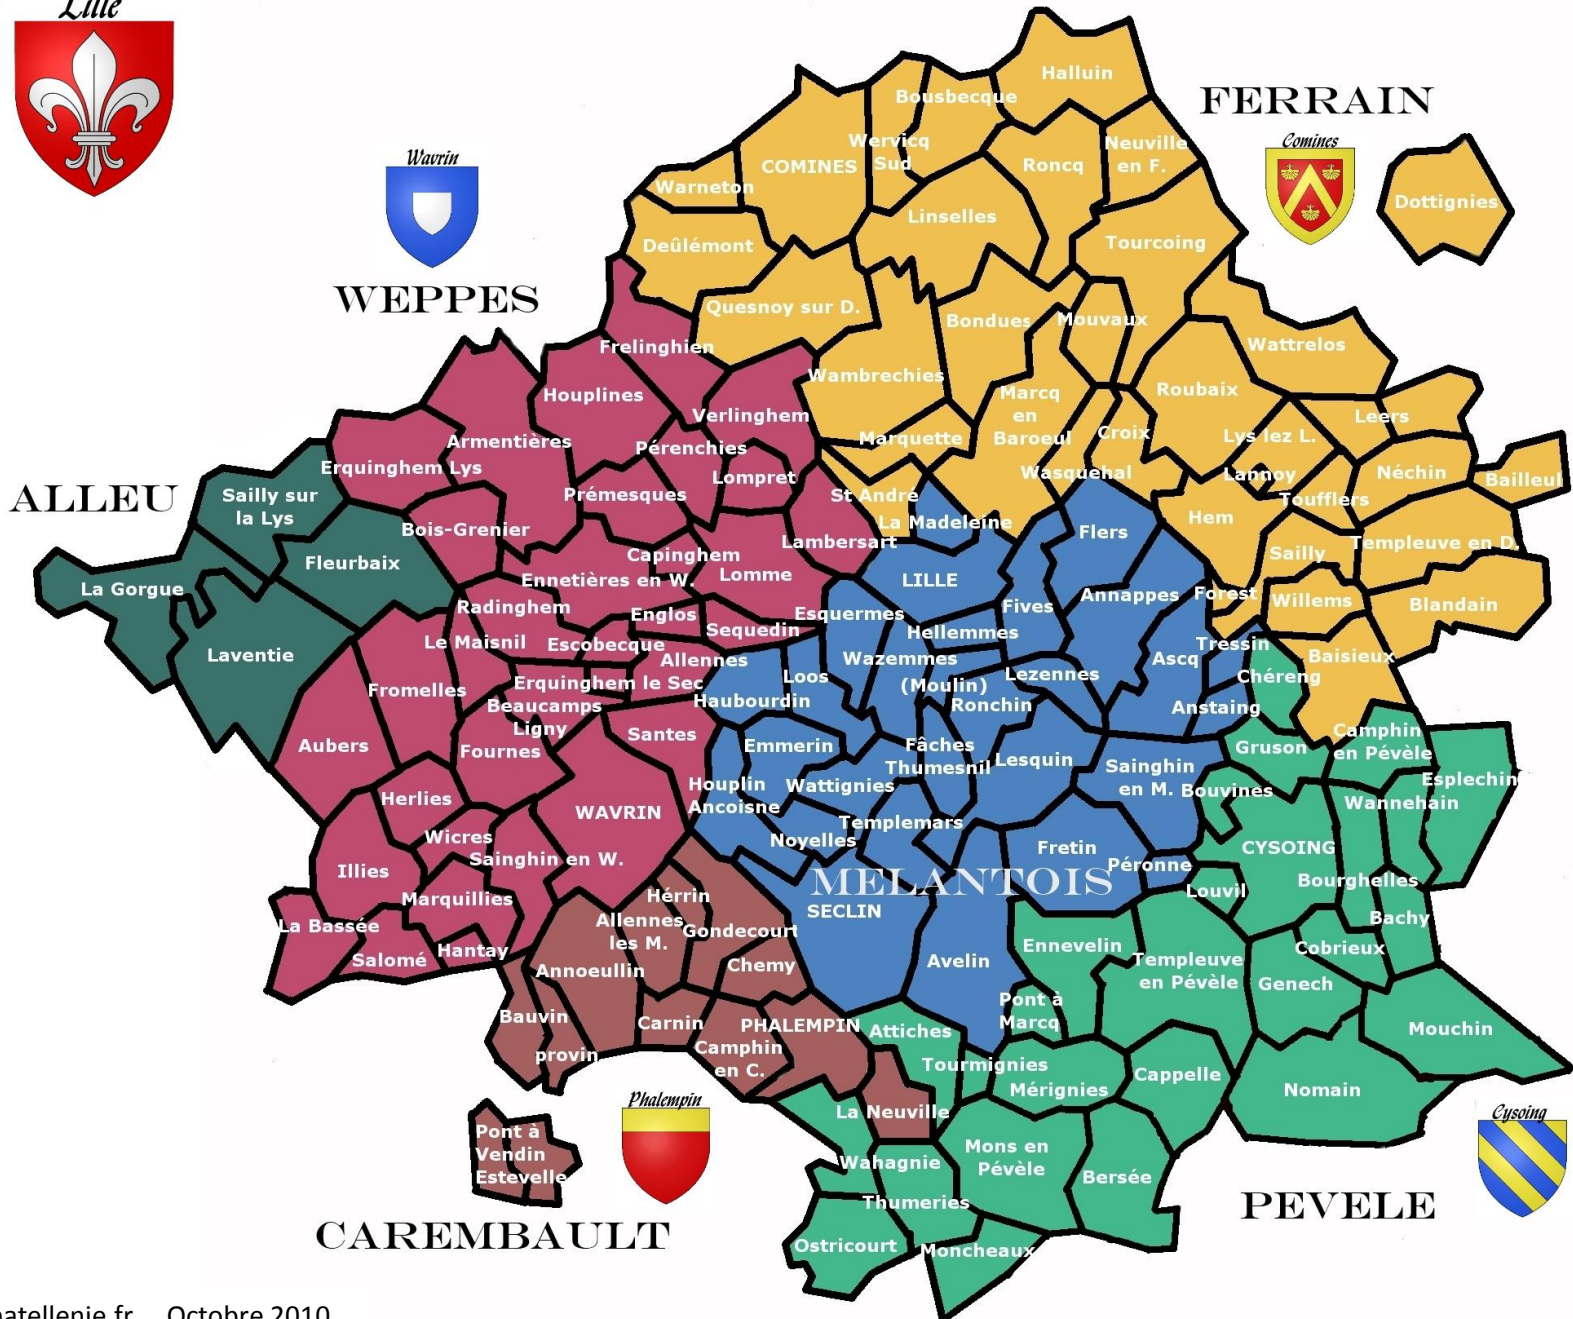 Lille
Halluin
FERRAIN
Bousbecque
Comines
Wervicq
Sud
Neuville
en F.
Wavrin
COMINES
Roncq
Warneton
Dottignies
Linselles
Deûlémont
Tourcoing
WEPPES
Quesnoy sur D.
Bondues
Mouvaux
Frelinghien
Wattrelos
Wambrechies
Houplines
Marcq
en
Baroeul
Roubaix
Verlinghem
Leers
Armentières
Pérenchies
Marquette
Croix
Lys lez L.
Erquinghem Lys
Lompret
Wasquehal
Lannoy
Néchin
Bailleul
ALLEU
Sailly sur
la Lys
Prémesques
St André
Toufflers
Bois-Grenier
La Madeleine
Hem
Flers
Lambersart
Sailly
Templeuve en D.
Fleurbaix
Capinghem
Ennetières en W.
Lomme
LILLE
La Gorgue
Annappes
Forest
Willems
Blandain
Radinghem
Englos
Esquermes
Fives
Sequedin
Hellemmes
Le Maisnil
Escobecque
Tressin
Laventie
Allennes
Wazemmes
Ascq
Baisieux
Fromelles
Erquinghem le Sec
Loos
(Moulin)
Lezennes
Chéreng
Beaucamps
Ligny
Haubourdin
Ronchin
Anstaing
Aubers
Fournes
Santes
Emmerin
Fâches
Thumesnil
Lesquin
Gruson
Camphin
en Pévèle
Sainghin
en M.
Bouvines
Esplechin
Herlies
WAVRIN
Houplin
Ancoisne
Wattignies
Wannehain
Wicres
Templemars
Noyelles
Sainghin en W.
Fretin
CYSOING
Illies
Péronne
MELANTOIS
Louvil
Bourghelles
Marquillies
Hérrin
SECLIN
La Bassée
Allennes
les M.
Gondecourt
Bachy
Salomé
Hantay
Ennevelin
Cobrieux
Annoeullin
Chemy
Avelin
Templeuve
en Pévèle
Genech
Bauvin
Carnin
PHALEMPIN
Attiches
Pont à
Marcq
Mouchin
provin
Camphin
en C.
Tourmignies
Mérignies
Cappelle
Nomain
Phalempin
La Neuville
Cysoing
Pont à
Vendin
Estevelle
Mons en
Pévèle
Wahagnie
Bersée
Thumeries
PEVELE
CAREMBAULT
Ostricourt
Moncheaux
atellenie.fr Octobre 2010